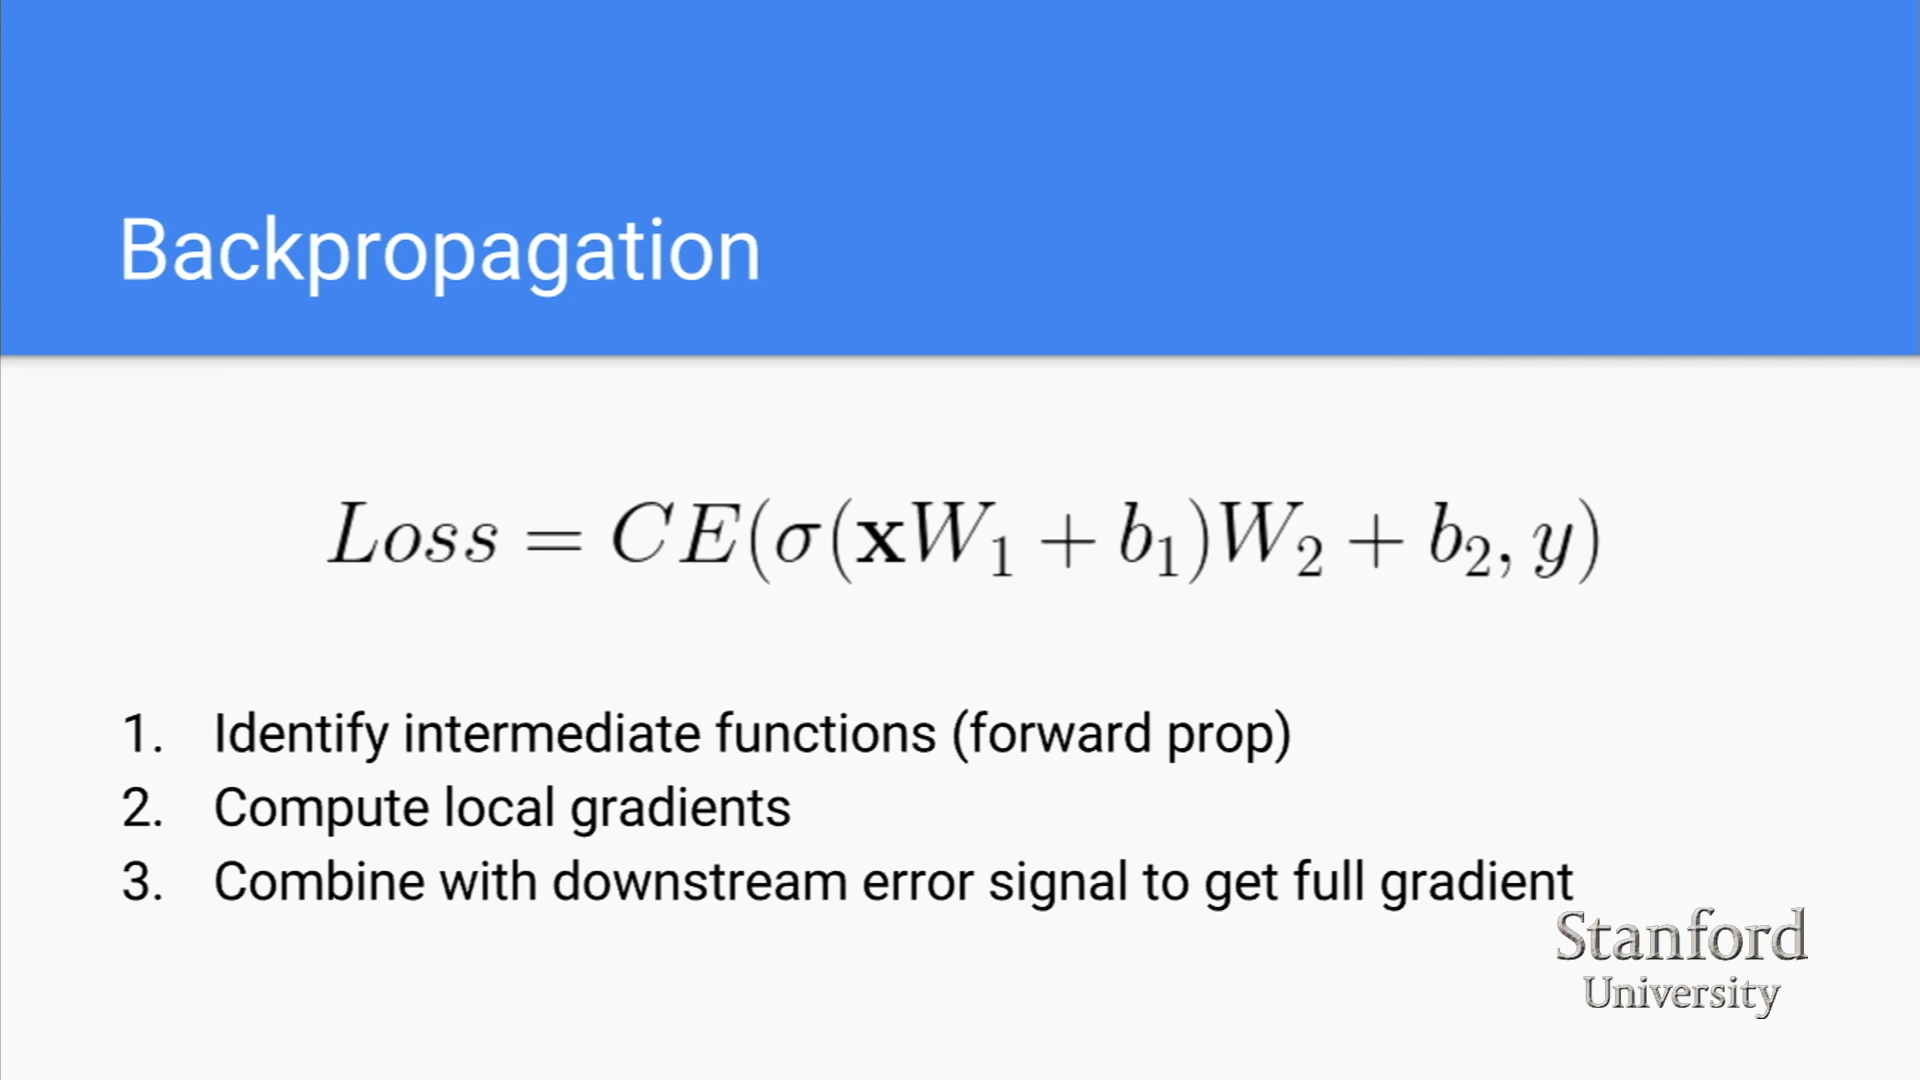 Backpropagation
Loss = CE(σ(xW₁ + b₁)W₂ + b₂, y)
1. Identify intermediate functions (forward prop)
2. Compute local gradients
3. Combine with downstream error signal to get full gradient
Stanford
University